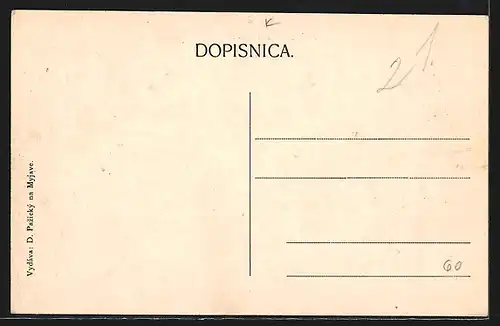 K
DOPISNICA.
21.
Vydáva: D. Pažický na Myjave.
60